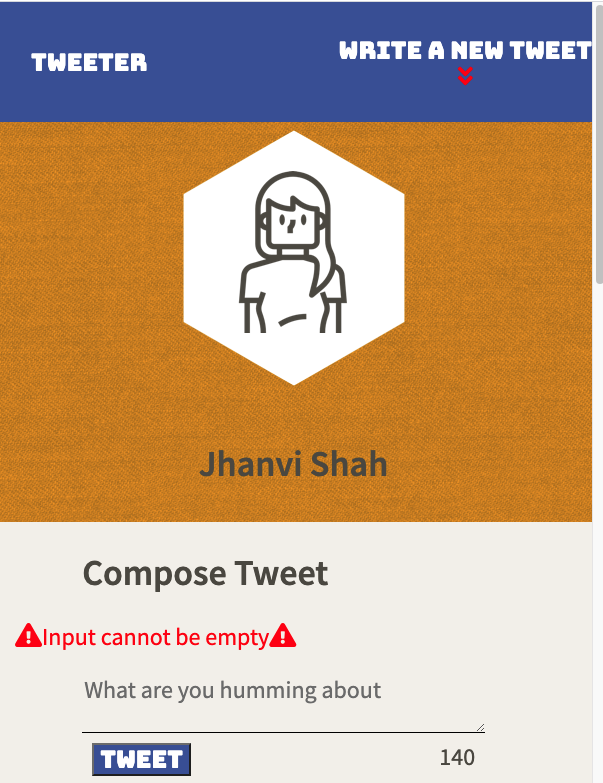 TWEETER
WRITE A NEW TWEET
Jhanvi Shah
Compose Tweet
Input cannot be empty
What are you humming about
TWEET
140